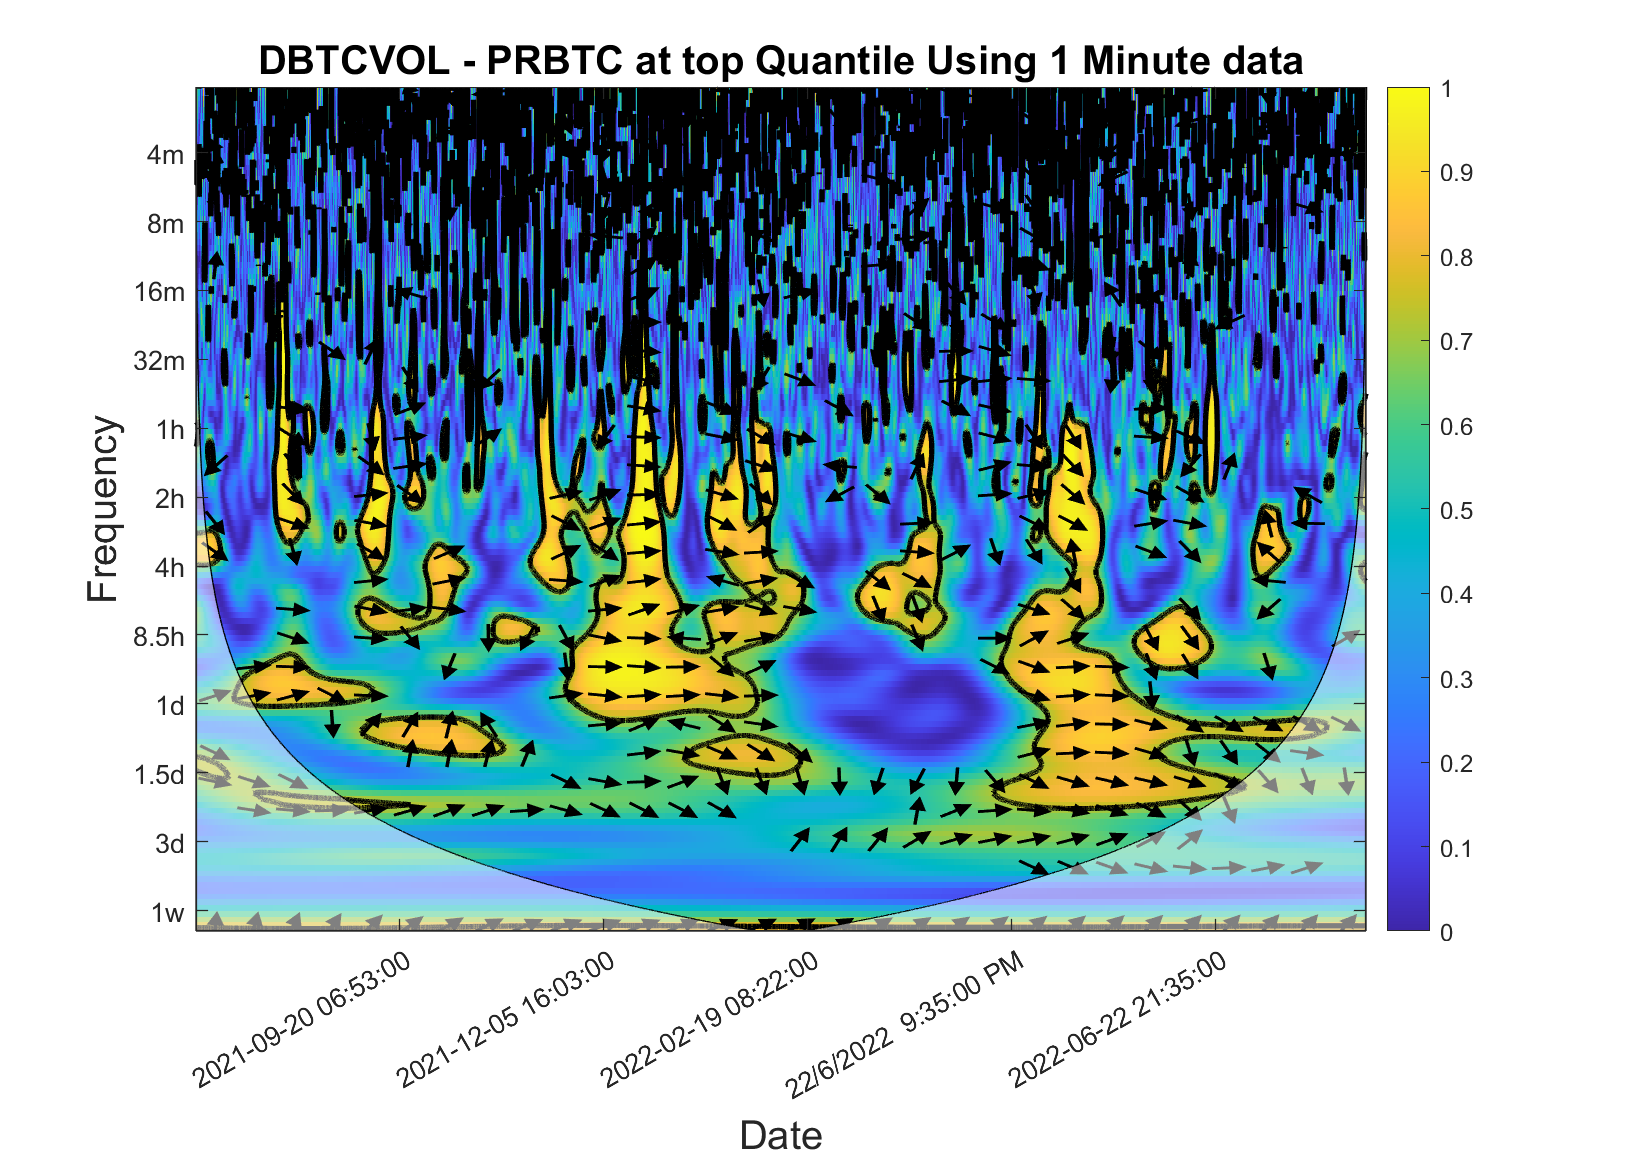 DBTCVOL - PRBTC at top Quantile Using 1 Minute data
Frequency
4m
8m
16m
32m
1h
2h
4h
8.5h
1d
1.5d
3d
1w
2021-09-20 06:53:00
2021-12-05 16:03:00
2022-02-19 08:22:00
22/6/2022 9:35:00 PM
2022-06-22 21:35:00
Date
1
0.9
0.8
0.7
0.6
0.5
0.4
0.3
0.2
0.1
0